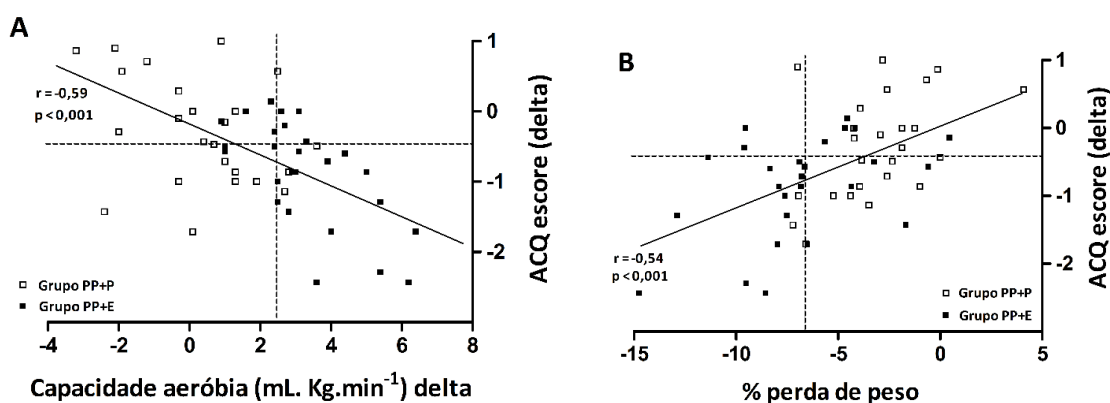 A
r = -0,59
p < 0,001
Grupo PP+P
Grupo PP+E
1
0
-1
-2
ACQ escore (delta)
-4
-2
0
2
4
6
8
Capacidade aeróbia (mL. Kg.min⁻¹) delta
B
r = -0,54
p < 0,001
Grupo PP+P
Grupo PP+E
1
0
-1
-2
ACQ escore (delta)
-15
-10
-5
0
5
% perda de peso